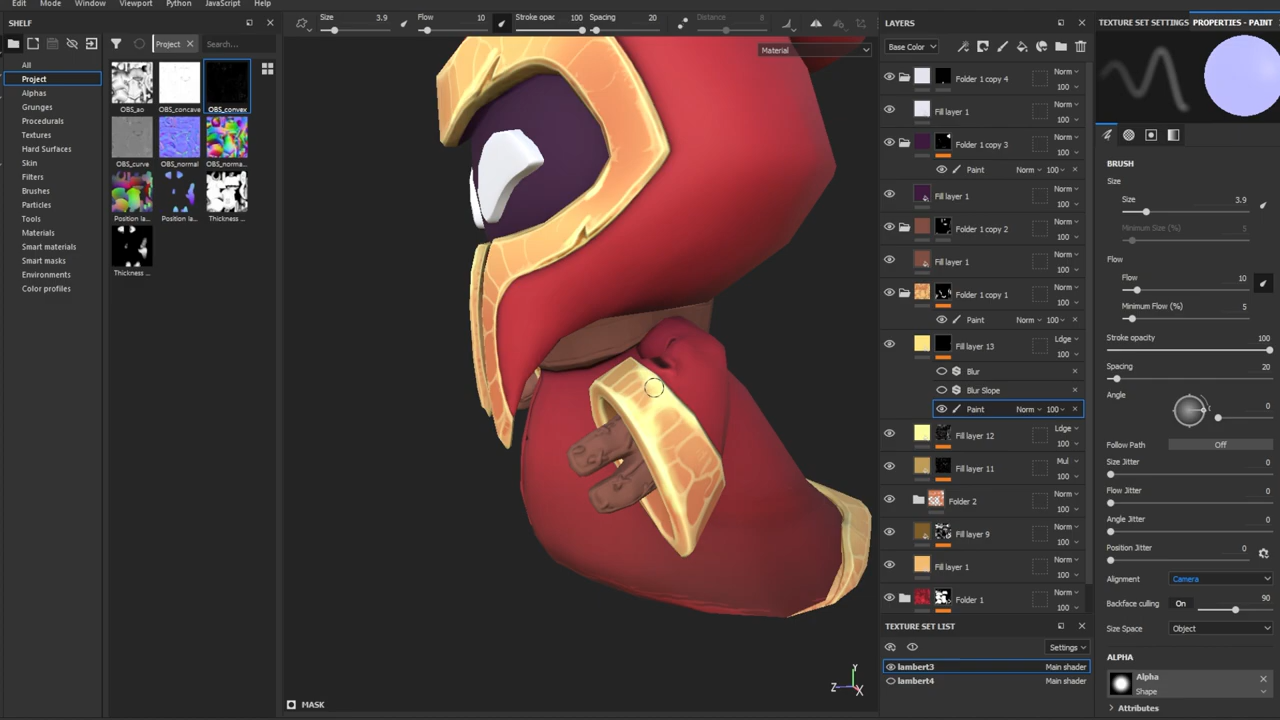 Edit Mode Window Viewport Python JavaScript Help
SHELF
Size 3.9 Flow 10 Stroke opac 100 Spacing 20 Distance 8
LAYERS
TEXTURE SET SETTINGS PROPERTIES - PAINT
Project Search...
Material
Base Color
All
Project
Alphas
Grunges
Procedurals
Textures
Hard Surfaces
Skin
Filters
Brushes
Particles
Tools
Materials
Smart materials
Smart masks
Environments
Color profiles
OBS_ao OBS_concave OBS_convex
OBS_curve OBS_normal OBS_norma...
Position la... Position la... Thickness ...
Thickness ...
MASK
Y
Z X
Folder 1 copy 4 Norm 100
Fill layer 1 Norm 100
Folder 1 copy 3 Norm 100
Paint Norm 100
Fill layer 1 Norm 100
Folder 1 copy 2 Norm 100
Fill layer 1 Norm 100
Folder 1 copy 1 Norm 100
Paint Norm 100
Fill layer 13 Ldge 100
Blur
Blur Slope
Paint Norm 100
Fill layer 12 Ldge 100
Fill layer 11 Mul 100
Folder 2 Norm 100
Fill layer 9 Norm 100
Fill layer 1 Norm 100
Folder 1 Norm 100
TEXTURE SET LIST
Settings
lambert3 Main shader
lambert4 Main shader
BRUSH
Size
Size 3.9
Minimum Size (%) 5
Flow
Flow 10
Minimum Flow (%) 5
Stroke opacity 100
Spacing 20
Angle
Angle 0
Follow Path Off
Size Jitter 0
Flow Jitter 0
Angle Jitter 0
Position Jitter 0
Alignment Camera
Backface culling On 90
Size Space Object
ALPHA
Alpha
Shape
Attributes